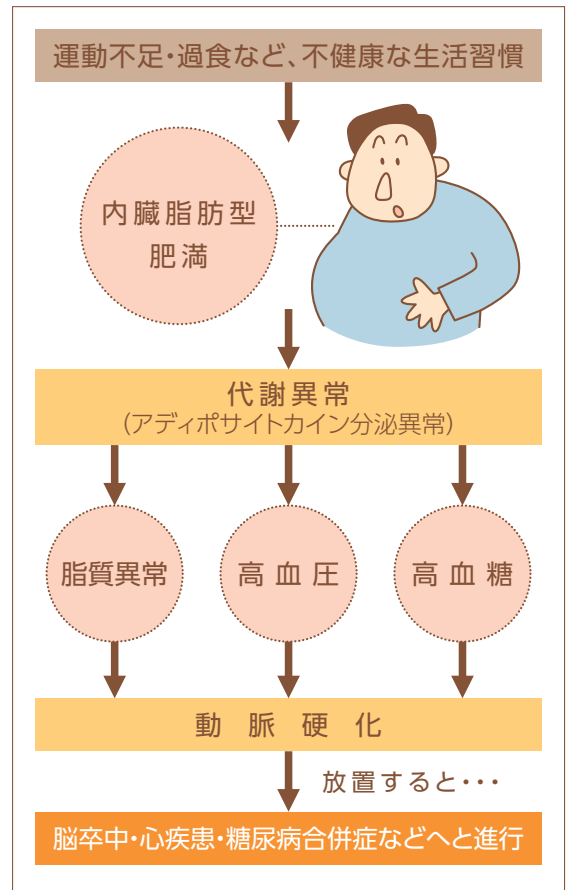 運動不足・過食など、不健康な生活習慣
内臓脂肪型
肥満
代謝異常
(アディポサイトカイン分泌異常)
脂質異常
高血圧
高血糖
動脈硬化
放置すると・・・
脳卒中・心疾患・糖尿病合併症などへと進行